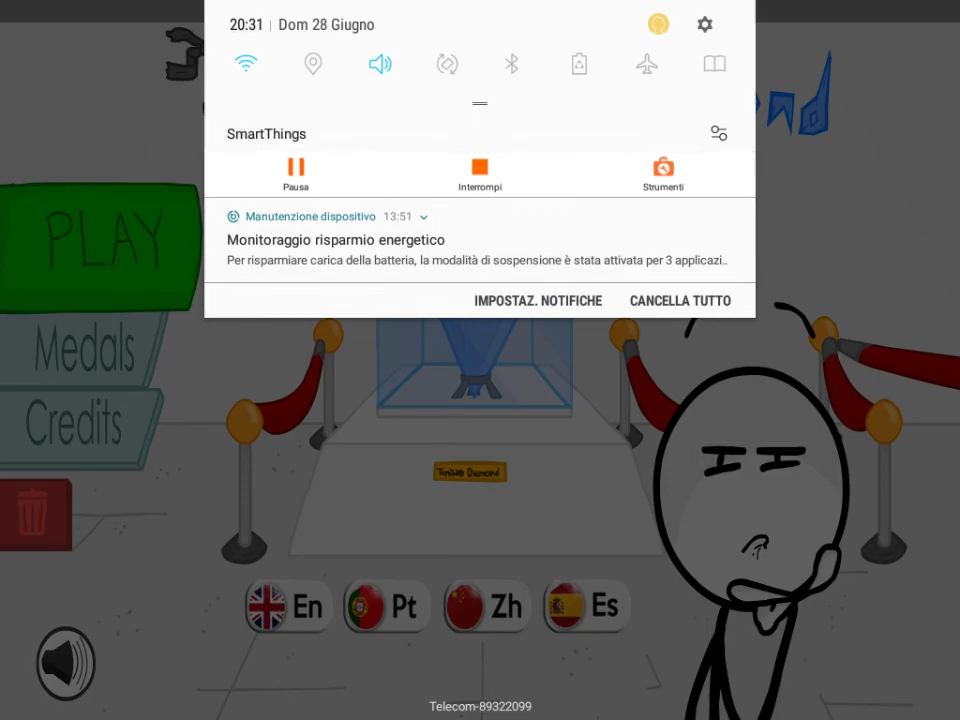 20:31 | Dom 28 Giugno
SmartThings
Pausa
Interrompi
Strumenti
Manutenzione dispositivo 13:51
Monitoraggio risparmio energetico
Per risparmiare carica della batteria, la modalità di sospensione è stata attivata per 3 applicazi..
IMPOSTAZ. NOTIFICHE
CANCELLA TUTTO
PLAY
Medals
Credits
Tunisian Diamond
En
Pt
Zh
Es
Telecom-89322099